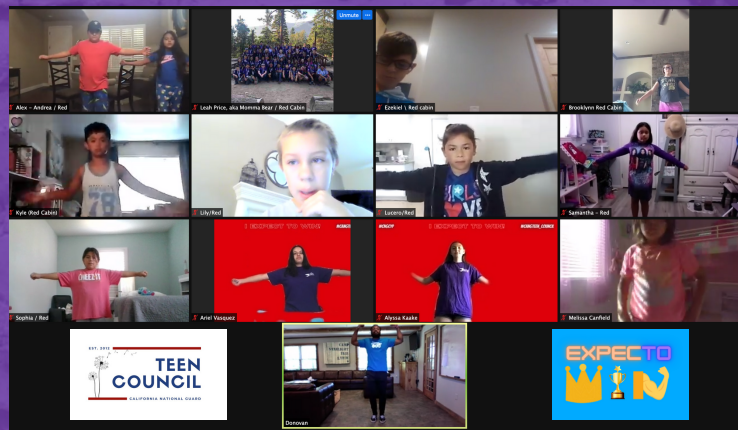 Unmute ...
Alex - Andrea / Red
Leah Price, aka Momma Bear / Red Cabin
Ezekiel \ Red cabin
Brooklynn Red Cabin
Kyle (Red Cabin)
Lily/Red
Lucero/Red
Samantha - Red
I EXPECT TO WIN!
I EXPECT TO WIN!
Sophia / Red
Ariel Vasquez
Alyssa Kaake
Melissa Canfield
EST. 2012
TEEN
COUNCIL
CALIFORNIA NATIONAL GUARD
Donovan
EXPECTO
WIN